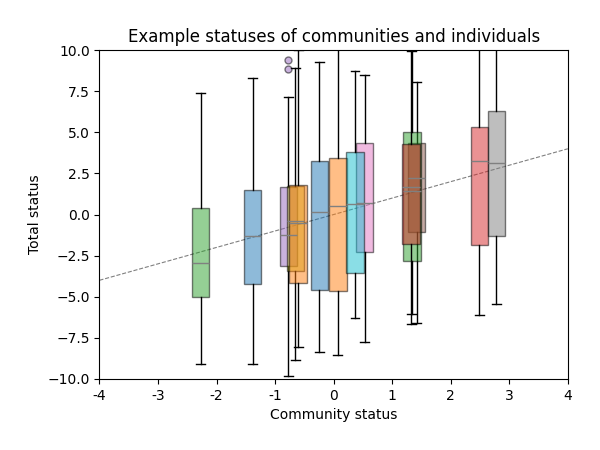 Example statuses of communities and individuals
10.0
7.5
5.0
2.5
0.0
−2.5
−5.0
−7.5
−10.0
Total status
-4 -3 -2 -1 0 1 2 3 4
Community status